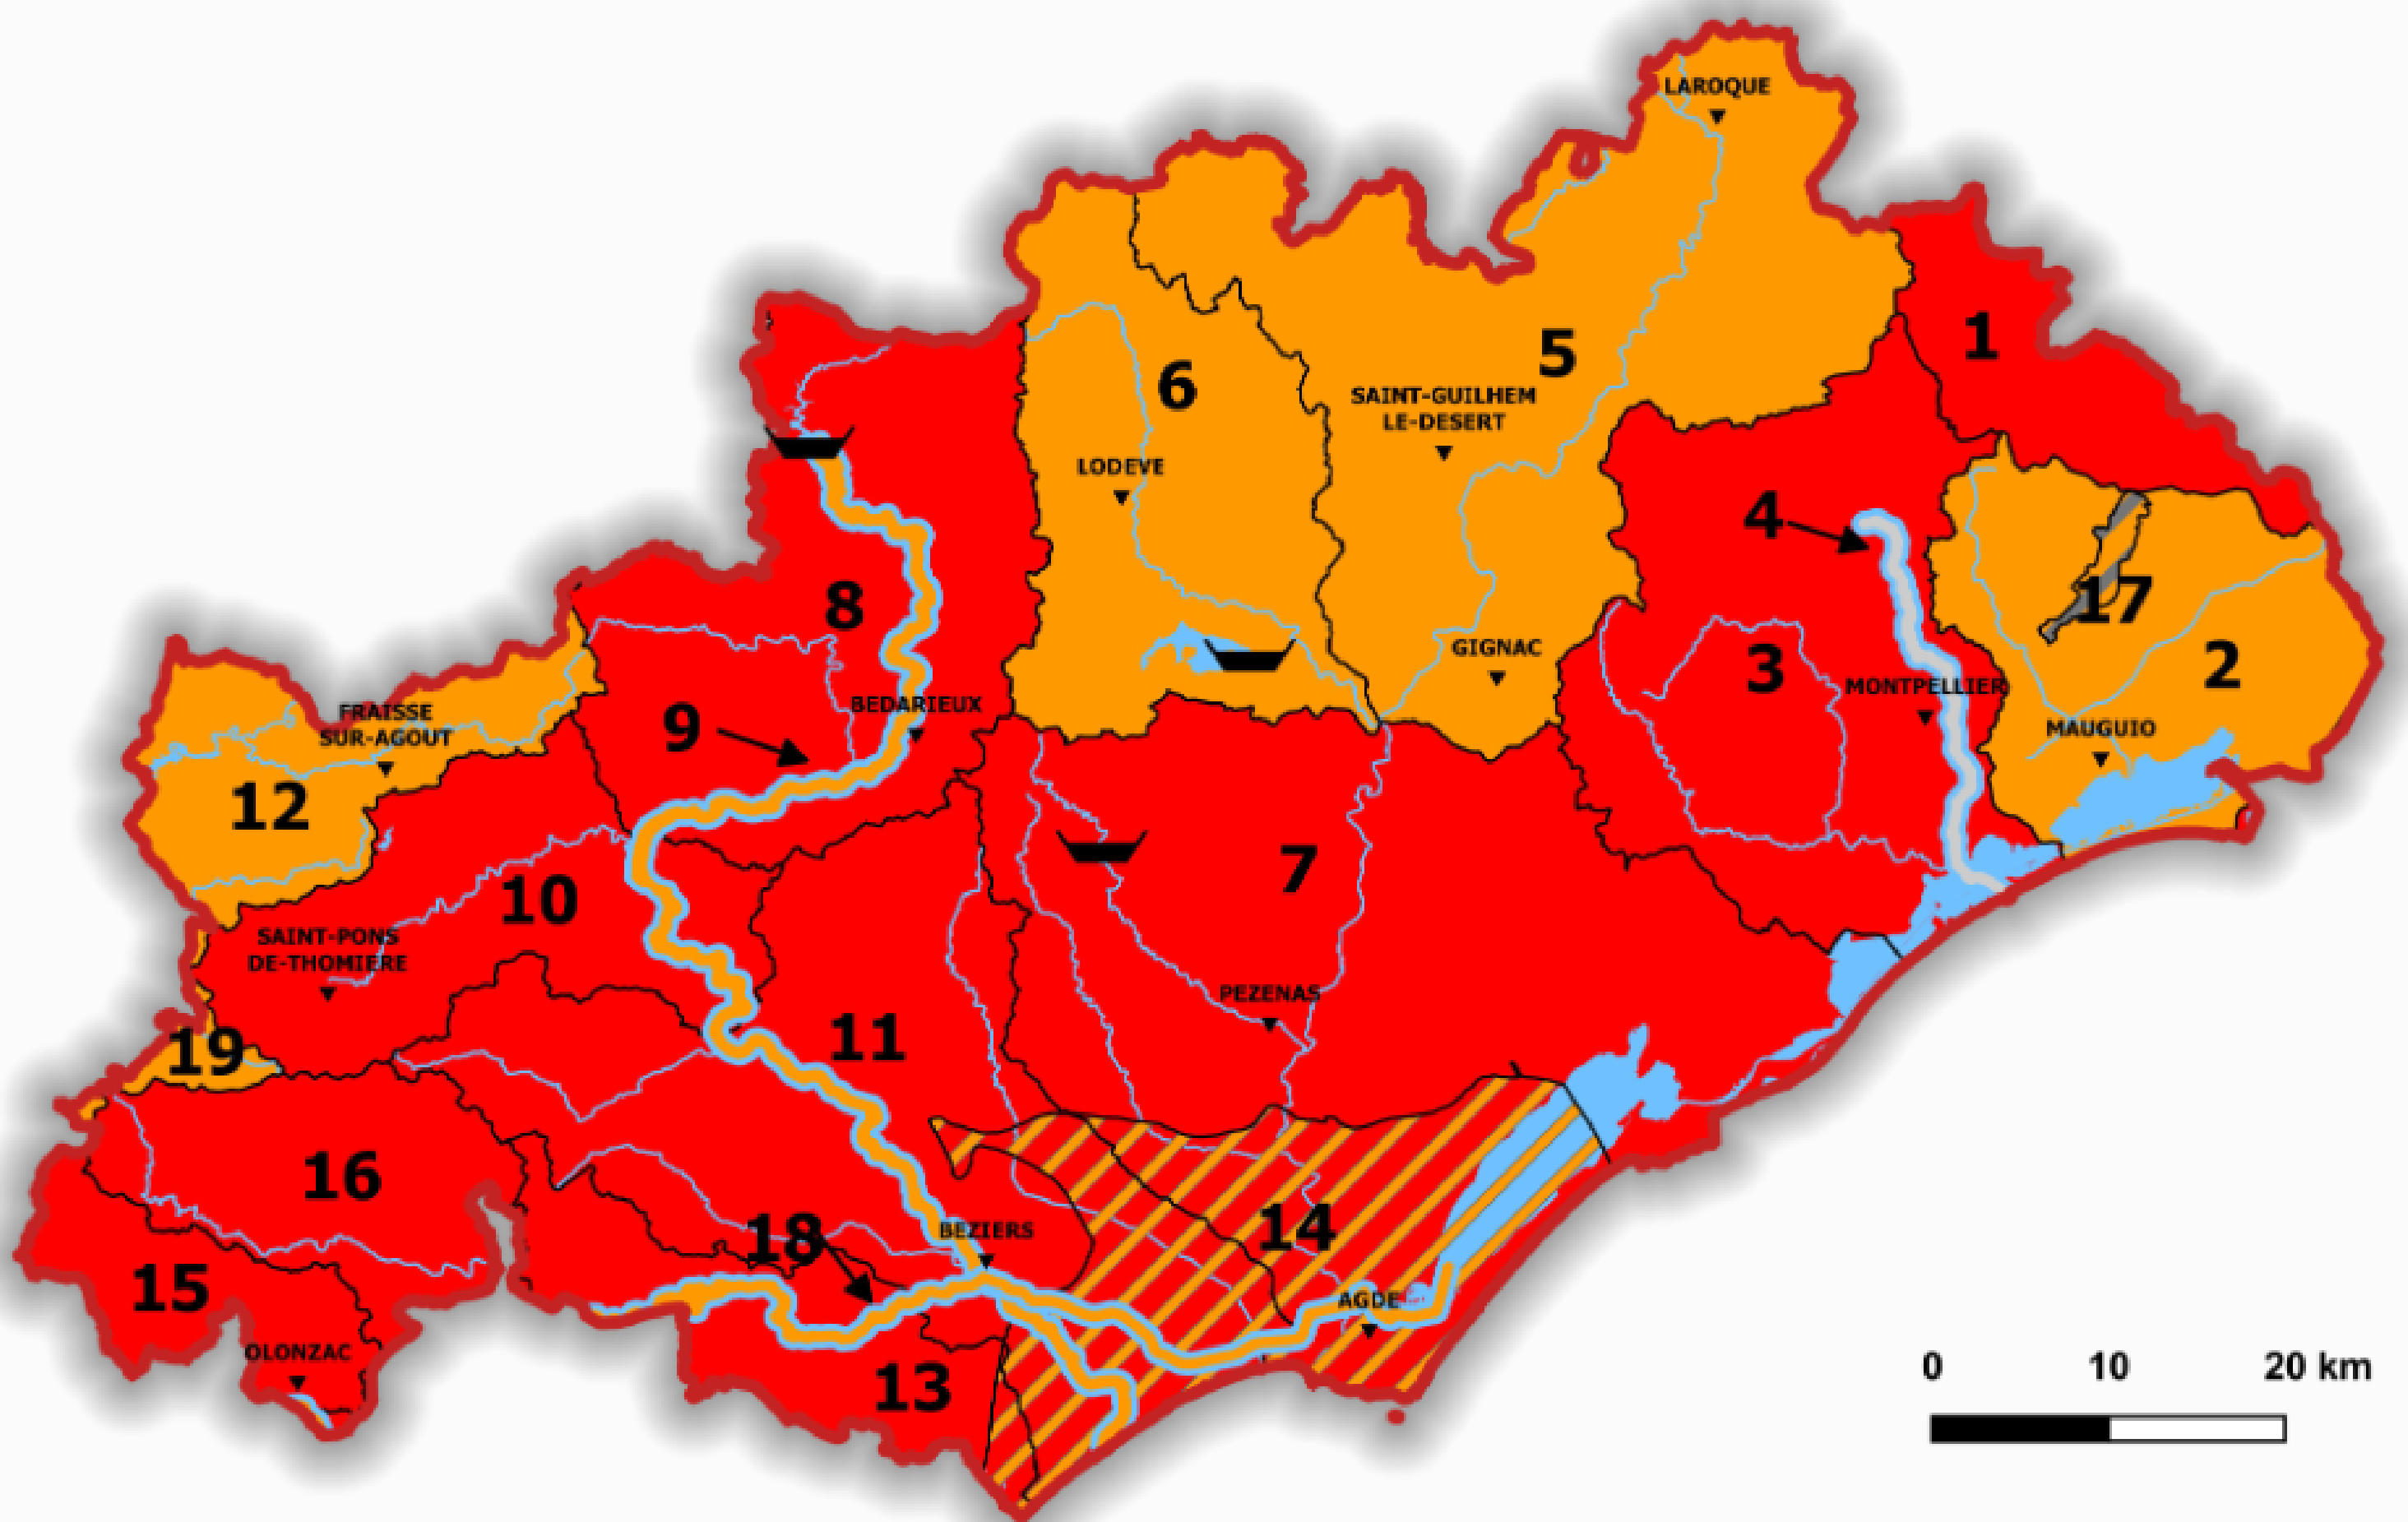 LAROQUE
1
5
6
SAINT-GUILHEM
LE-DESERT
LODEVE
4
17
8
GIGNAC
3
2
MONTPELLIER
BEDARIEUX
9
FRAISSE
SUR-AGOUT
MAUGUIO
12
7
10
SAINT-PONS
DE-THOMIERE
PEZENAS
11
19
16
14
18
BEZIERS
15
AGDE
OLONZAC
13
0 10 20 km